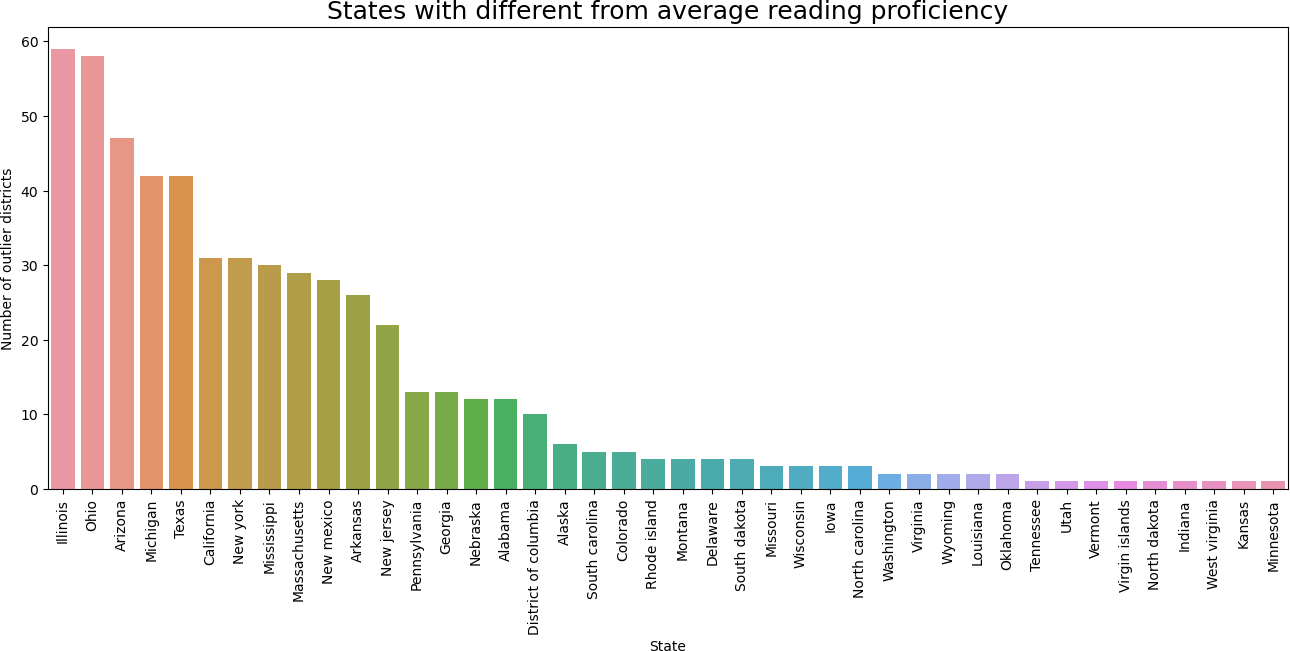 States with different from average reading proficiency
Number of outlier districts
60
50
40
30
20
10
0
Illinois
Ohio
Arizona
Michigan
Texas
California
New york
Mississippi
Massachusetts
New mexico
Arkansas
New jersey
Pennsylvania
Georgia
Nebraska
Alabama
District of columbia
Alaska
South carolina
Colorado
Rhode island
Montana
Delaware
South dakota
Missouri
Wisconsin
Iowa
North carolina
Washington
Virginia
Wyoming
Louisiana
Oklahoma
Tennessee
Utah
Vermont
Virgin islands
North dakota
Indiana
West virginia
Kansas
Minnesota
State